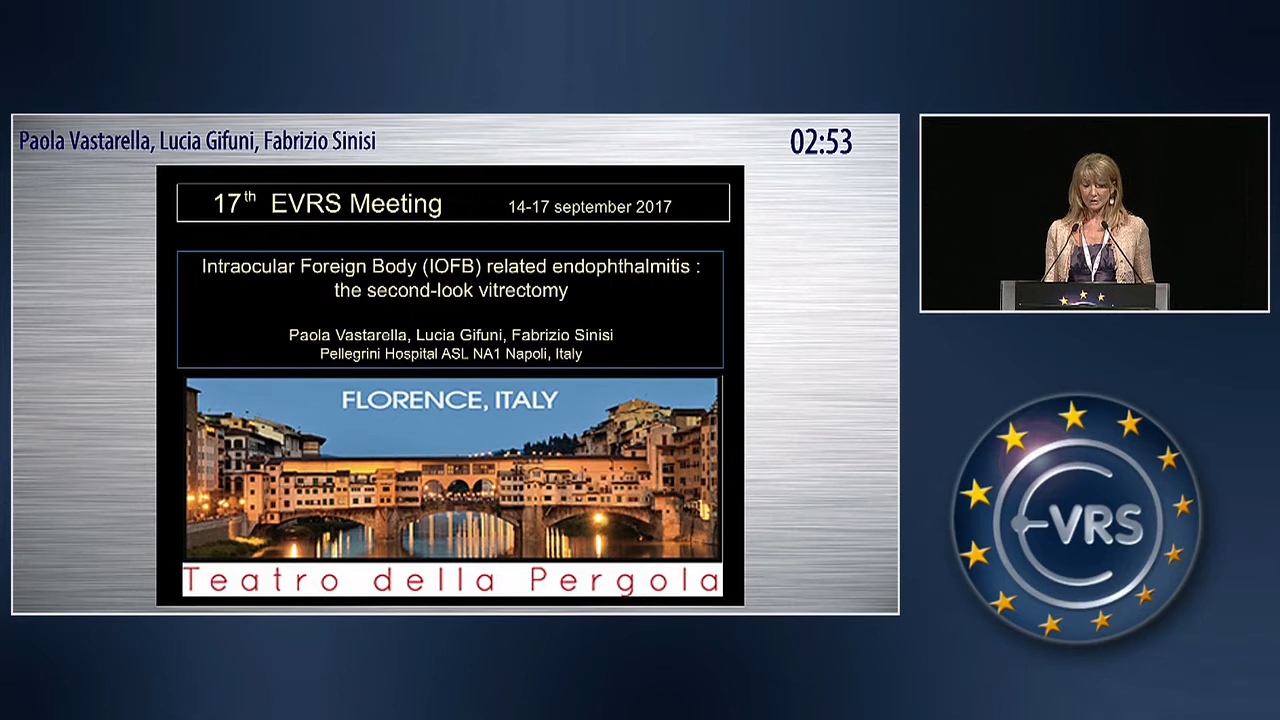 Paola Vastarella, Lucia Gifuni, Fabrizio Sinisi
02:53
17th EVRS Meeting 14-17 september 2017
Intraocular Foreign Body (IOFB) related endophthalmitis :
the second-look vitrectomy
Paola Vastarella, Lucia Gifuni, Fabrizio Sinisi
Pellegrini Hospital ASL NA1 Napoli, Italy
FLORENCE, ITALY
Teatro della Pergola
EVRS